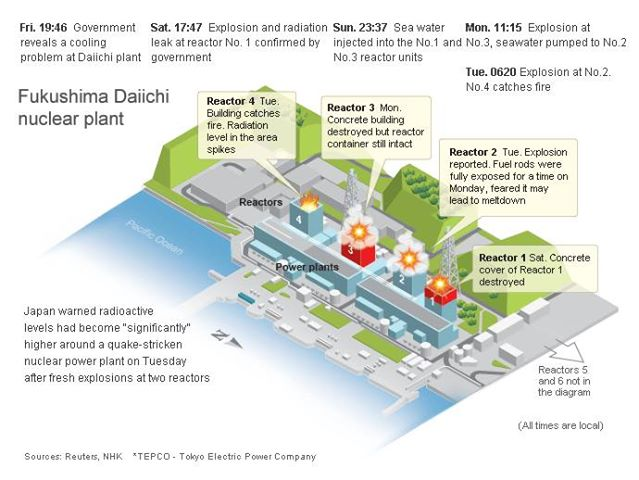 Fri. 19:46 Government
reveals a cooling
problem at Daiichi plant
Sat. 17:47 Explosion and radiation
leak at reactor No. 1 confirmed by
government
Sun. 23:37 Sea water
injected into the No.1 and
No.3 reactor units
Mon. 11:15 Explosion at
No.3, seawater pumped to No.2
Tue. 0620 Explosion at No.2.
No.4 catches fire
Fukushima Daiichi
nuclear plant
Reactor 4 Tue.
Building catches
fire. Radiation
level in the area
spikes
Reactor 3 Mon.
Concrete building
destroyed but reactor
container still intact
Reactor 2 Tue. Explosion
reported. Fuel rods were
fully exposed for a time on
Monday, feared it may
lead to meltdown
Reactor 1 Sat. Concrete
cover of Reactor 1
destroyed
Reactors
4
3
2
Power plants
Pacific Ocean
N
Japan warned radioactive
levels had become "significantly"
higher around a quake-stricken
nuclear power plant on Tuesday
after fresh explosions at two reactors
Reactors 5
and 6 not in
the diagram
(All times are local)
Sources: Reuters, NHK *TEPCO - Tokyo Electric Power Company